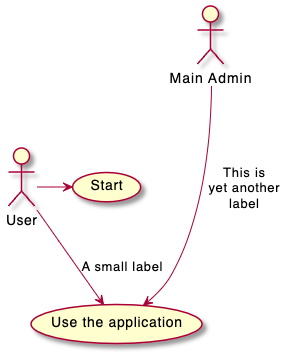 Main Admin
This is
yet another
label
Start
User
A small label
Use the application